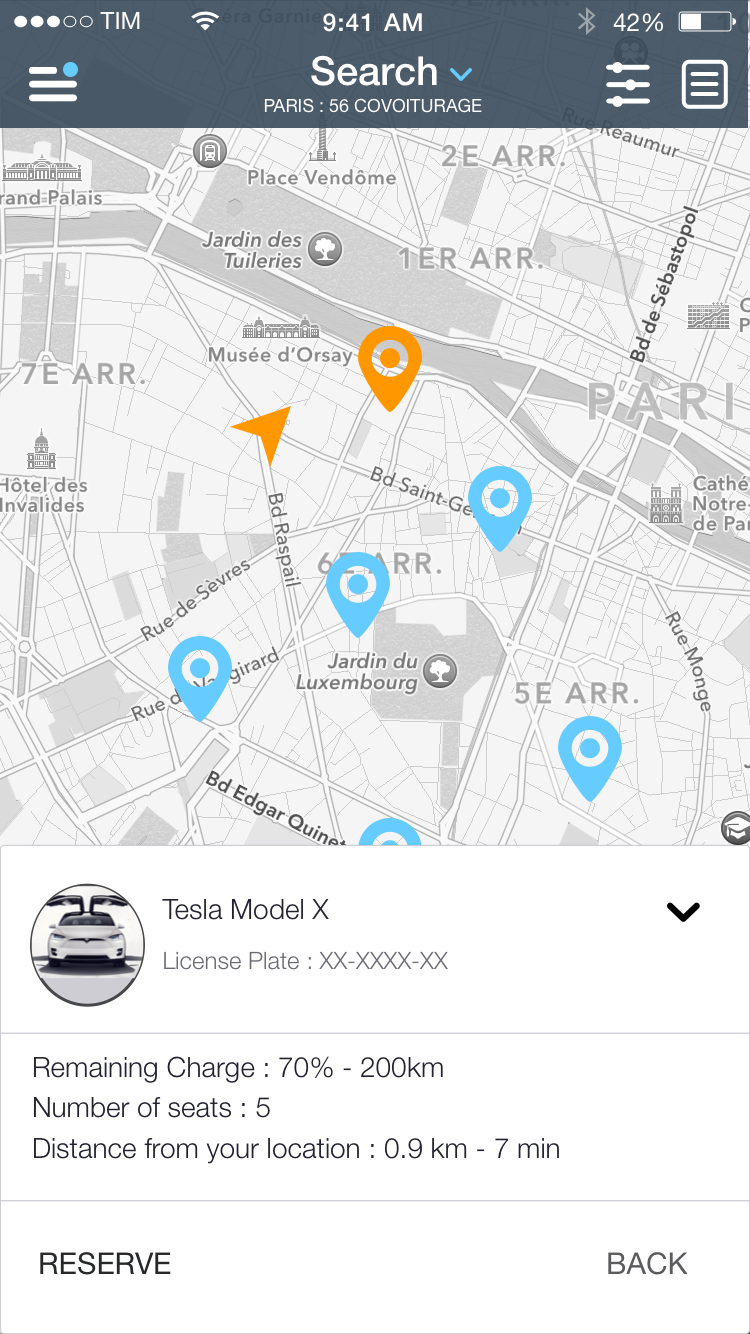 TIM
9:41 AM
42%
Search
PARIS : 56 COVOITURAGE
Rue Réaumur
2E ARR.
Place Vendôme
rand-Palais
Jardin des
Tuileries
1ER ARR.
Bd de Sébastopol
Musée d'Orsay
7E ARR.
PARI
Hôtel des
Invalides
Bd Saint-Ge
Cathé
Notre-
de Par
Bd Raspail
6E ARR.
Rue de Sèvres
Rue Monge
Jardin du
Luxembourg
Rue d Va girard
5E ARR.
Bd Edgar Quinet
Tesla Model X
License Plate : XX-XXXX-XX
Remaining Charge : 70% - 200km
Number of seats : 5
Distance from your location : 0.9 km - 7 min
RESERVE
BACK